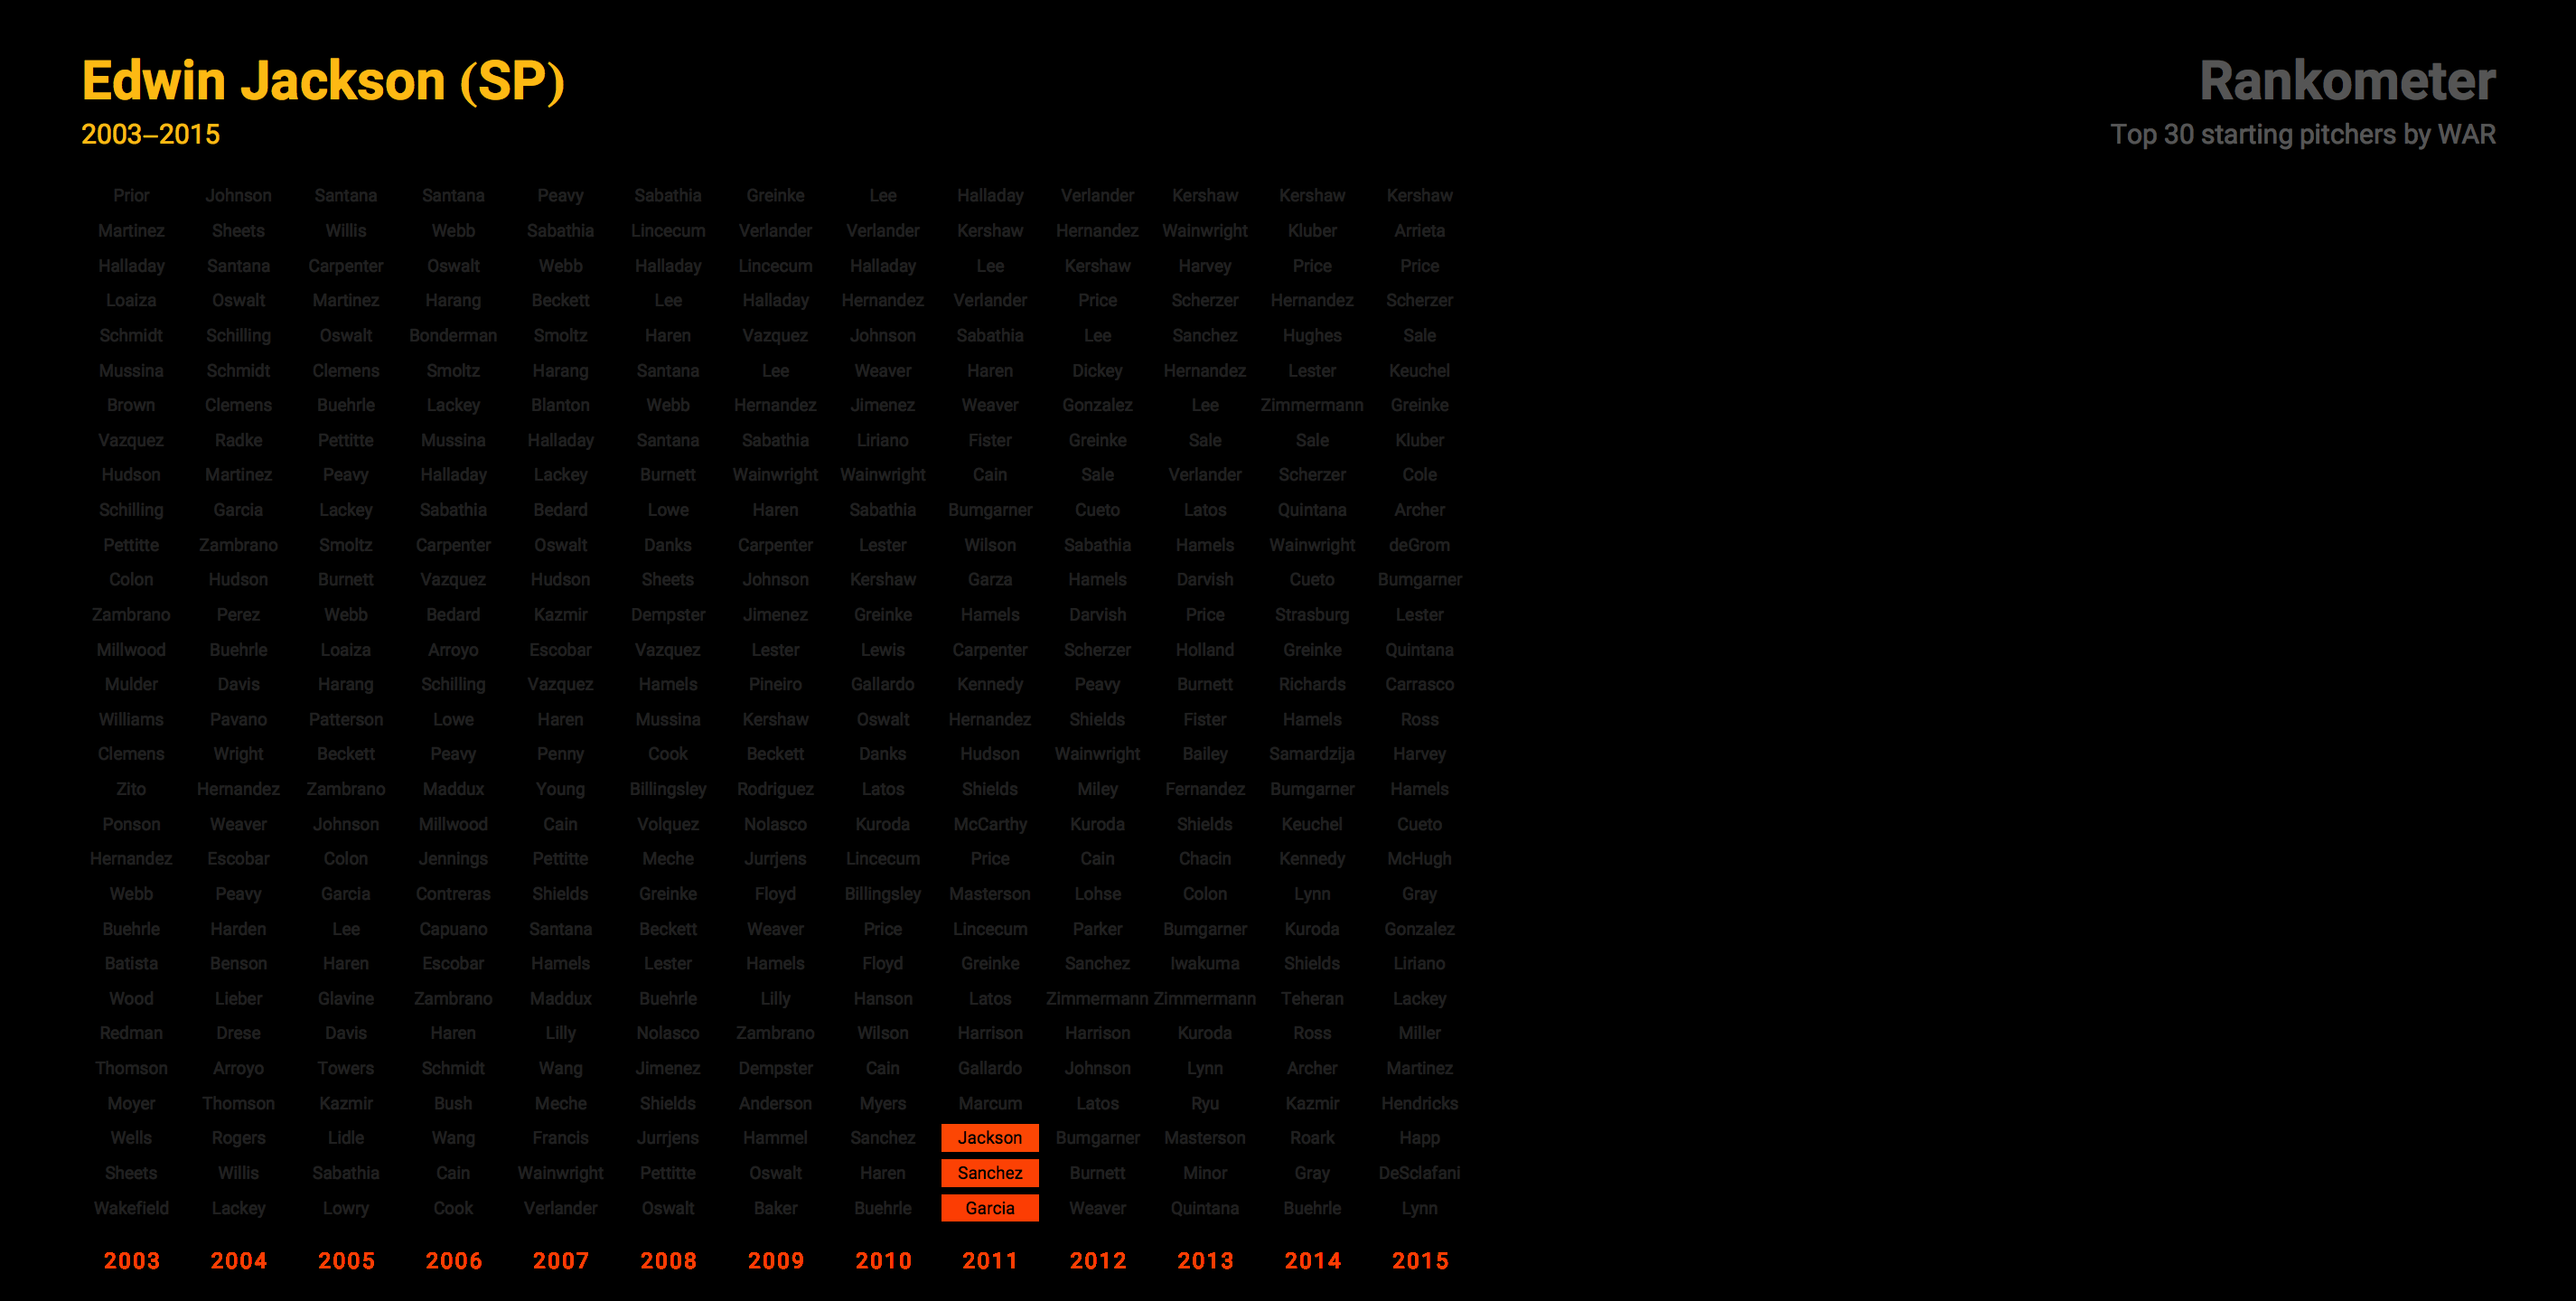 Edwin Jackson (SP)
2003–2015
Rankometer
Top 30 starting pitchers by WAR
Prior Johnson Santana Santana Peavy Sabathia Greinke Lee Halladay Verlander Kershaw Kershaw Kershaw
Martinez Sheets Willis Webb Sabathia Lincecum Verlander Verlander Kershaw Hernandez Wainwright Kluber Arrieta
Halladay Santana Carpenter Oswalt Webb Halladay Lincecum Halladay Lee Kershaw Harvey Price Price
Loaiza Oswalt Martinez Harang Beckett Lee Halladay Hernandez Verlander Price Scherzer Hernandez Scherzer
Schmidt Schilling Oswalt Bonderman Smoltz Haren Vazquez Johnson Sabathia Lee Sanchez Hughes Sale
Mussina Schmidt Clemens Smoltz Harang Santana Lee Weaver Haren Dickey Hernandez Lester Keuchel
Brown Clemens Buehrle Lackey Blanton Webb Hernandez Jimenez Weaver Gonzalez Lee Zimmermann Greinke
Vazquez Radke Pettitte Mussina Halladay Santana Sabathia Liriano Fister Greinke Sale Sale Kluber
Hudson Martinez Peavy Halladay Lackey Burnett Wainwright Wainwright Cain Sale Verlander Scherzer Cole
Schilling Garcia Lackey Sabathia Bedard Lowe Haren Sabathia Bumgarner Cueto Latos Quintana Archer
Pettitte Zambrano Smoltz Carpenter Oswalt Danks Carpenter Lester Wilson Sabathia Hamels Wainwright deGrom
Colon Hudson Burnett Vazquez Hudson Sheets Johnson Kershaw Garza Hamels Darvish Cueto Bumgarner
Zambrano Perez Webb Bedard Kazmir Dempster Jimenez Greinke Hamels Darvish Price Strasburg Lester
Millwood Buehrle Loaiza Arroyo Escobar Vazquez Lester Lewis Carpenter Scherzer Holland Greinke Quintana
Mulder Davis Harang Schilling Vazquez Hamels Pineiro Gallardo Kennedy Peavy Burnett Richards Carrasco
Williams Pavano Patterson Lowe Haren Mussina Kershaw Oswalt Hernandez Shields Fister Hamels Ross
Clemens Wright Beckett Peavy Penny Cook Beckett Danks Hudson Wainwright Bailey Samardzija Harvey
Zito Hernandez Zambrano Maddux Young Billingsley Rodriguez Latos Shields Miley Fernandez Bumgarner Hamels
Ponson Weaver Johnson Millwood Cain Volquez Nolasco Kuroda McCarthy Kuroda Shields Keuchel Cueto
Hernandez Escobar Colon Jennings Pettitte Meche Jurrjens Lincecum Price Cain Chacin Kennedy McHugh
Webb Peavy Garcia Contreras Shields Greinke Floyd Billingsley Masterson Lohse Colon Lynn Gray
Buehrle Harden Lee Capuano Santana Beckett Weaver Price Lincecum Parker Bumgarner Kuroda Gonzalez
Batista Benson Haren Escobar Hamels Lester Hamels Floyd Greinke Sanchez Iwakuma Shields Liriano
Wood Lieber Glavine Zambrano Maddux Buehrle Lilly Hanson Latos Zimmermann Zimmermann Teheran Lackey
Redman Drese Davis Haren Lilly Nolasco Zambrano Wilson Harrison Harrison Kuroda Ross Miller
Thomson Arroyo Towers Schmidt Wang Jimenez Dempster Cain Gallardo Johnson Lynn Archer Martinez
Moyer Thomson Kazmir Bush Meche Shields Anderson Myers Marcum Latos Ryu Kazmir Hendricks
Wells Rogers Lidle Wang Francis Jurrjens Hammel Sanchez Jackson Bumgarner Masterson Roark Happ
Sheets Willis Sabathia Cain Wainwright Pettitte Oswalt Haren Sanchez Burnett Minor Gray DeSclafani
Wakefield Lackey Lowry Cook Verlander Oswalt Baker Buehrle Garcia Weaver Quintana Buehrle Lynn
2003 2004 2005 2006 2007 2008 2009 2010 2011 2012 2013 2014 2015